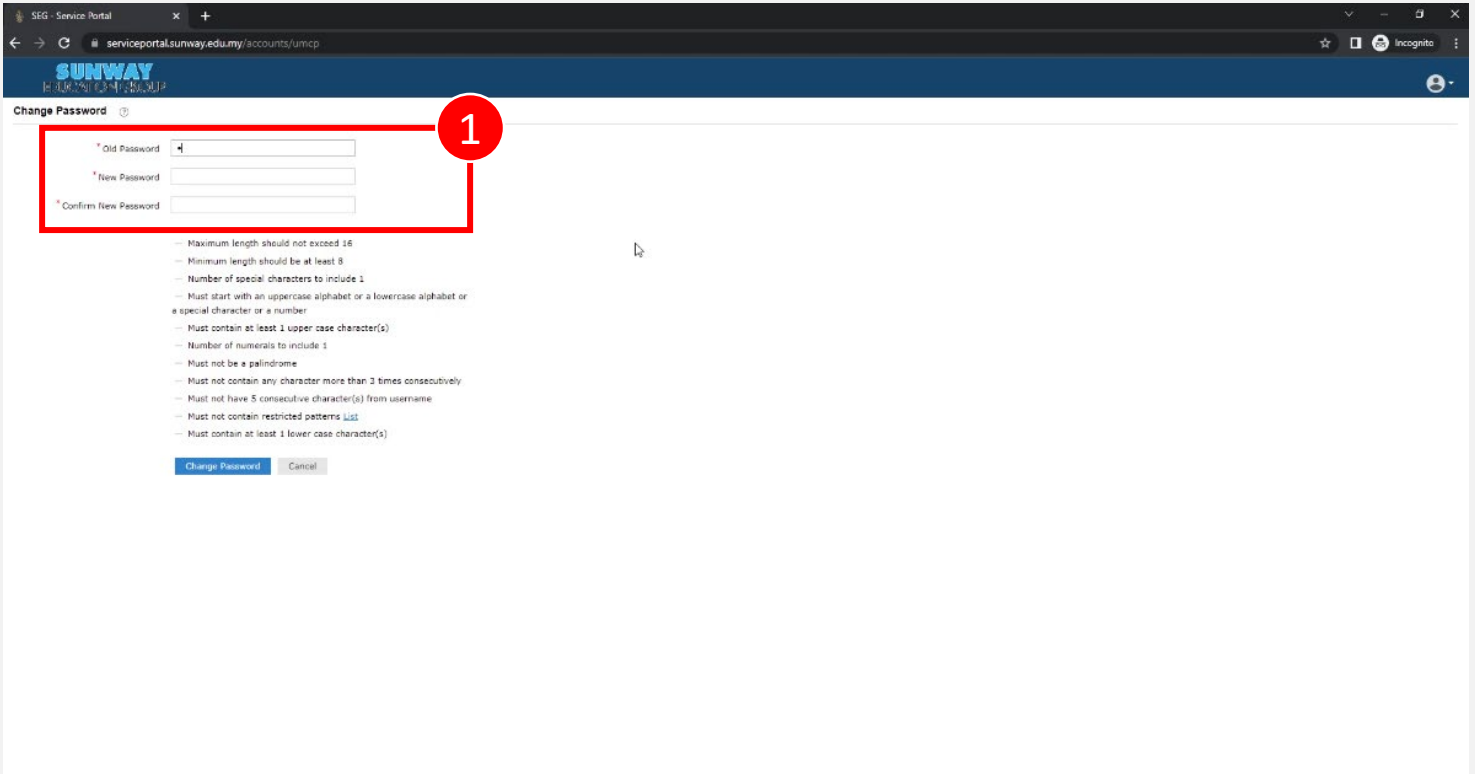 SEG - Service Portal
serviceportal.sunway.edu.my/accounts/umcp
Incognito
SUNWAY
EDUCATION GROUP
Change Password
1
*Old Password
*New Password
*Confirm New Password
— Maximum length should not exceed 16
— Minimum length should be at least 8
— Number of special characters to include 1
— Must start with an uppercase alphabet or a lowercase alphabet or
a special character or a number
— Must contain at least 1 upper case character(s)
— Number of numerals to include 1
— Must not be a palindrome
— Must not contain any character more than 3 times consecutively
— Must not have 5 consecutive character(s) from username
— Must not contain restricted patterns List
— Must contain at least 1 lower case character(s)
Change Password Cancel